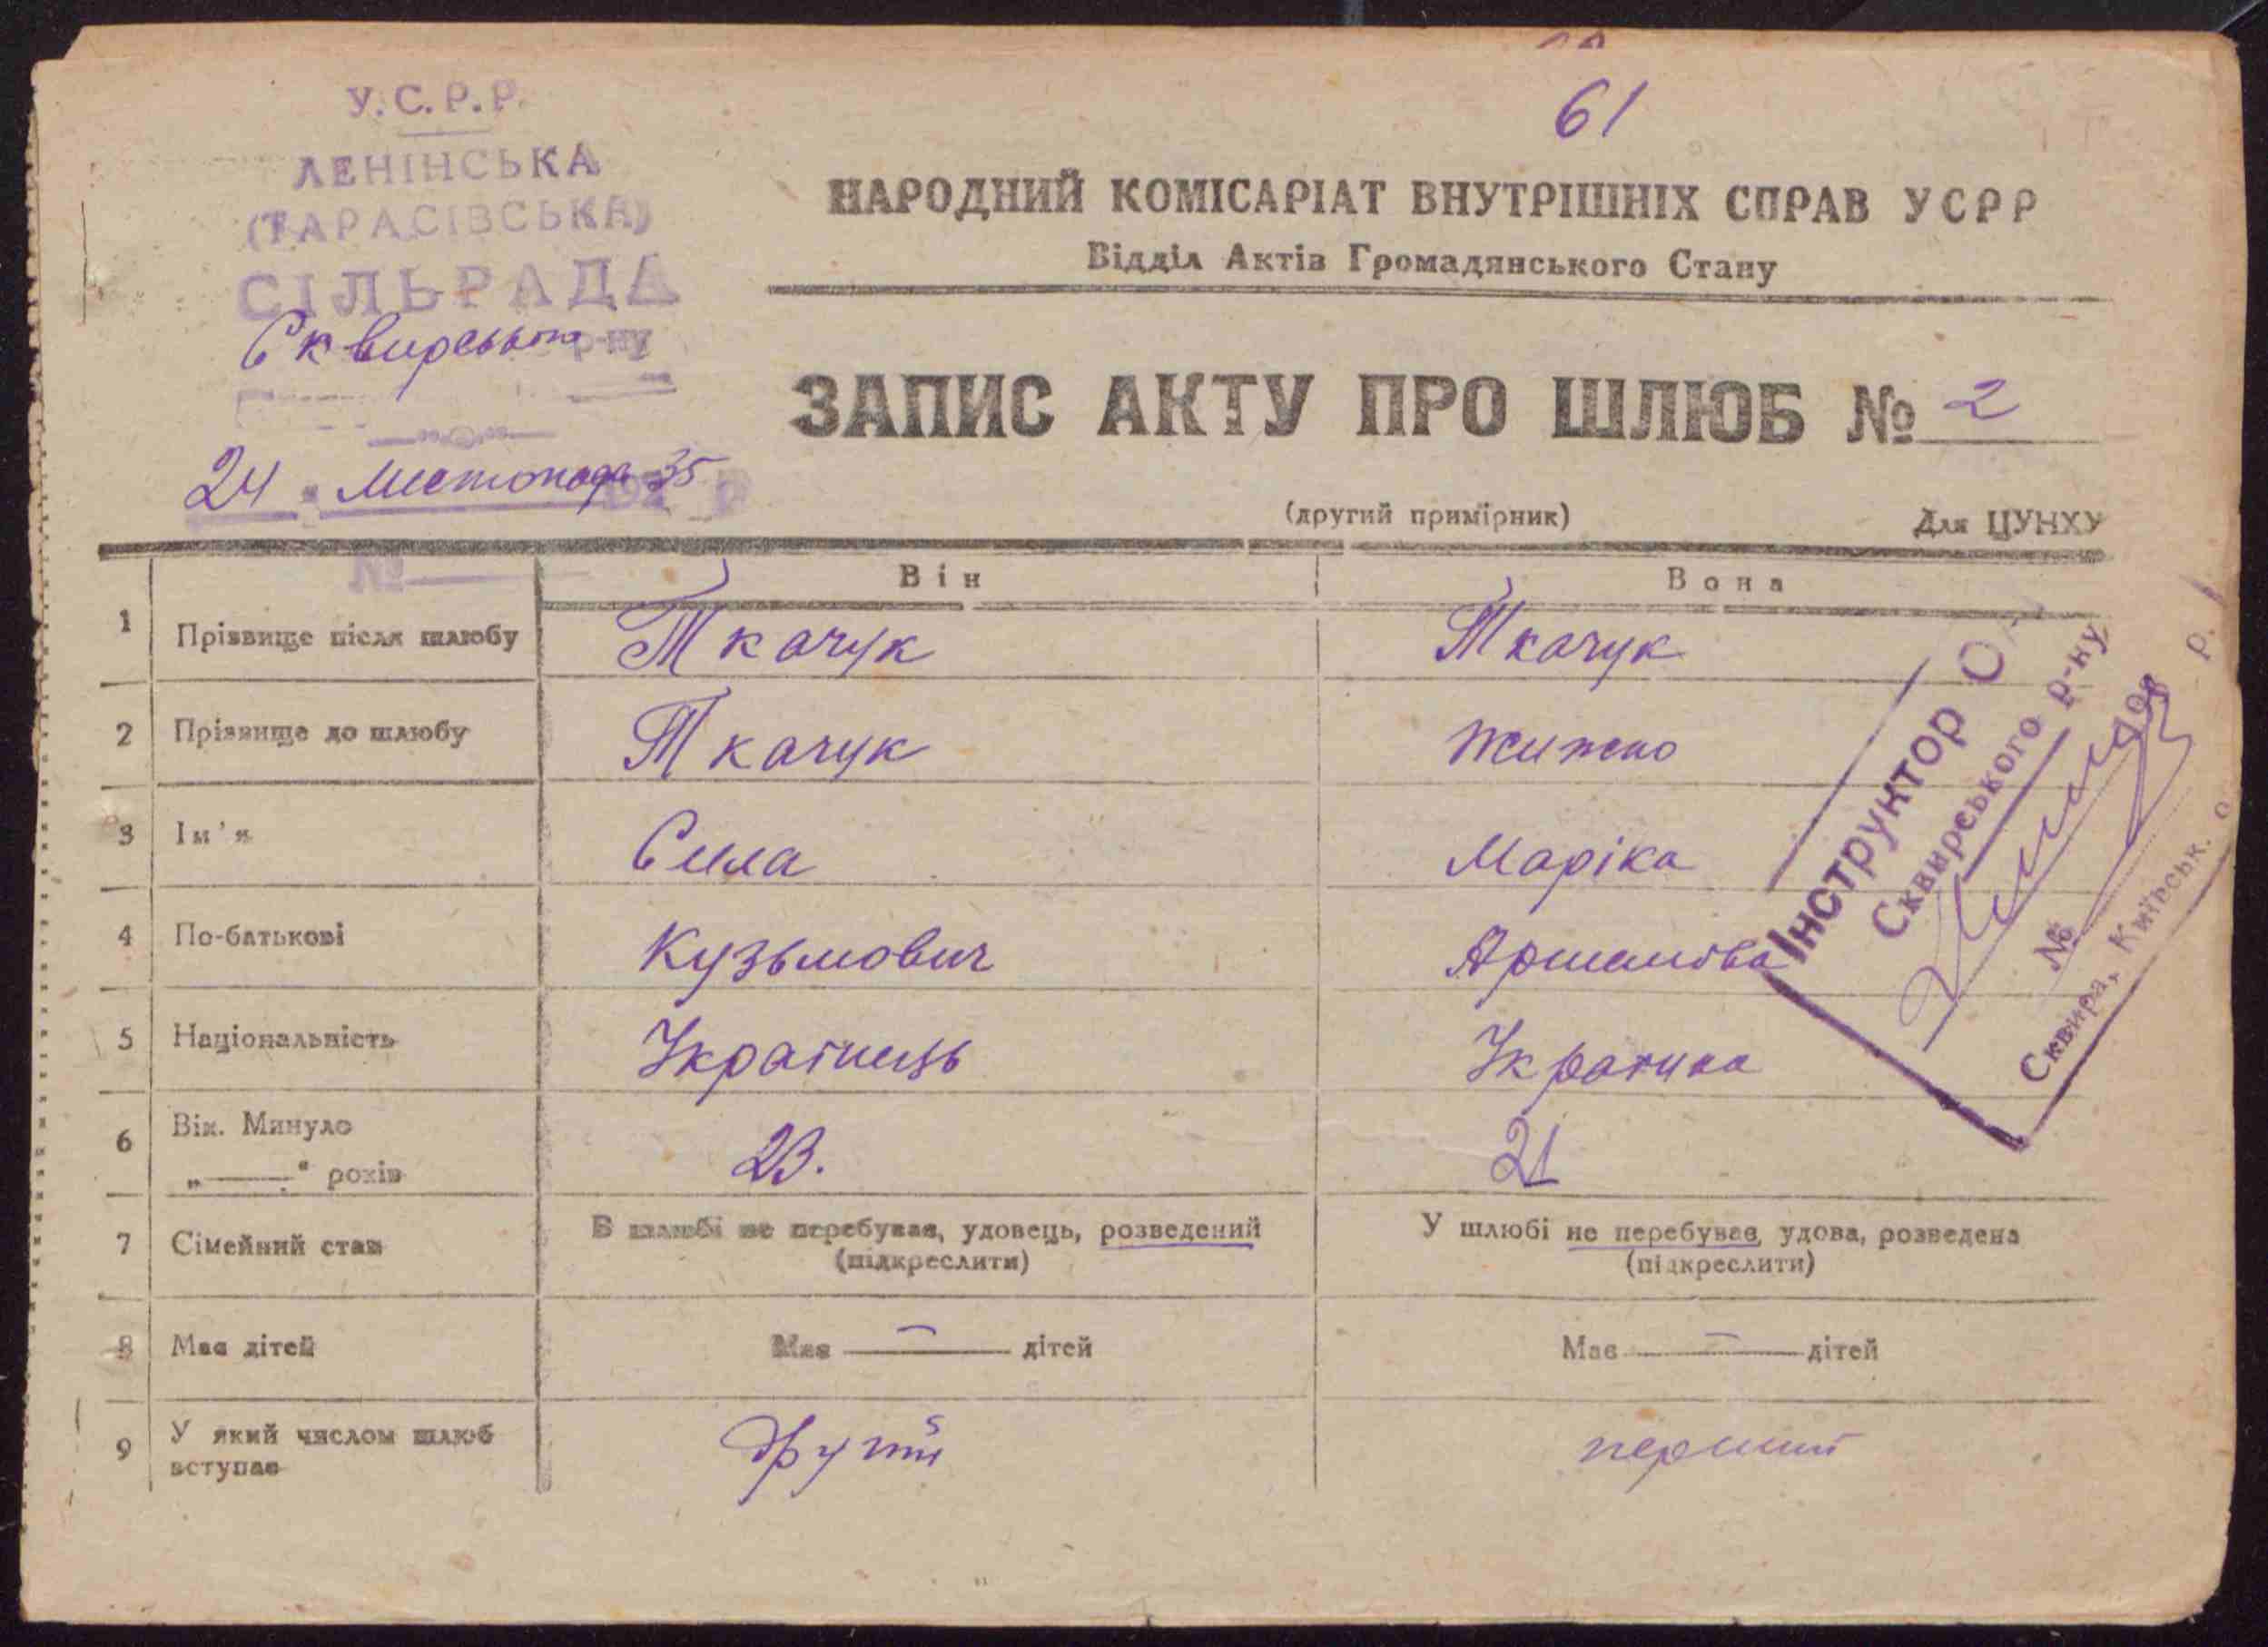 61
У.С.Р.Р.
ЛЕНІНСЬКА
(ТАРАСІВСЬКА)
СІЛЬРАДА
Сквирського р-ну
24 Листопада 35 р
№
НАРОДНИЙ КОМІСАРІАТ ВНУТРІШНІХ СПРАВ УСРР
Відділ Актів Громадянського Стану
ЗАПИС АКТУ ПРО ШЛЮБ № 2
(другий примірник) Для ЦУНХУ
Він Вона
1 Прізвище після шлюбу Ткачук Ткачук
2 Прізвище до шлюбу Ткачук
3 Ім'я Сила Маріка
4 По-батькові Кузьмович
5 Національність Українець Українка
6 Вік. Минуло 23. 21
„——" років
7 Сімейний стан В шлюбі не перебував, удовець, розведений У шлюбі не перебував, удова, розведена
(підкреслити) (підкреслити)
8 Має дітей Має — дітей Має — дітей
9 У який числом шлюб другий перший
вступає
Інструктор
Сквирського р-ну
№
Сквира, Київськ. о